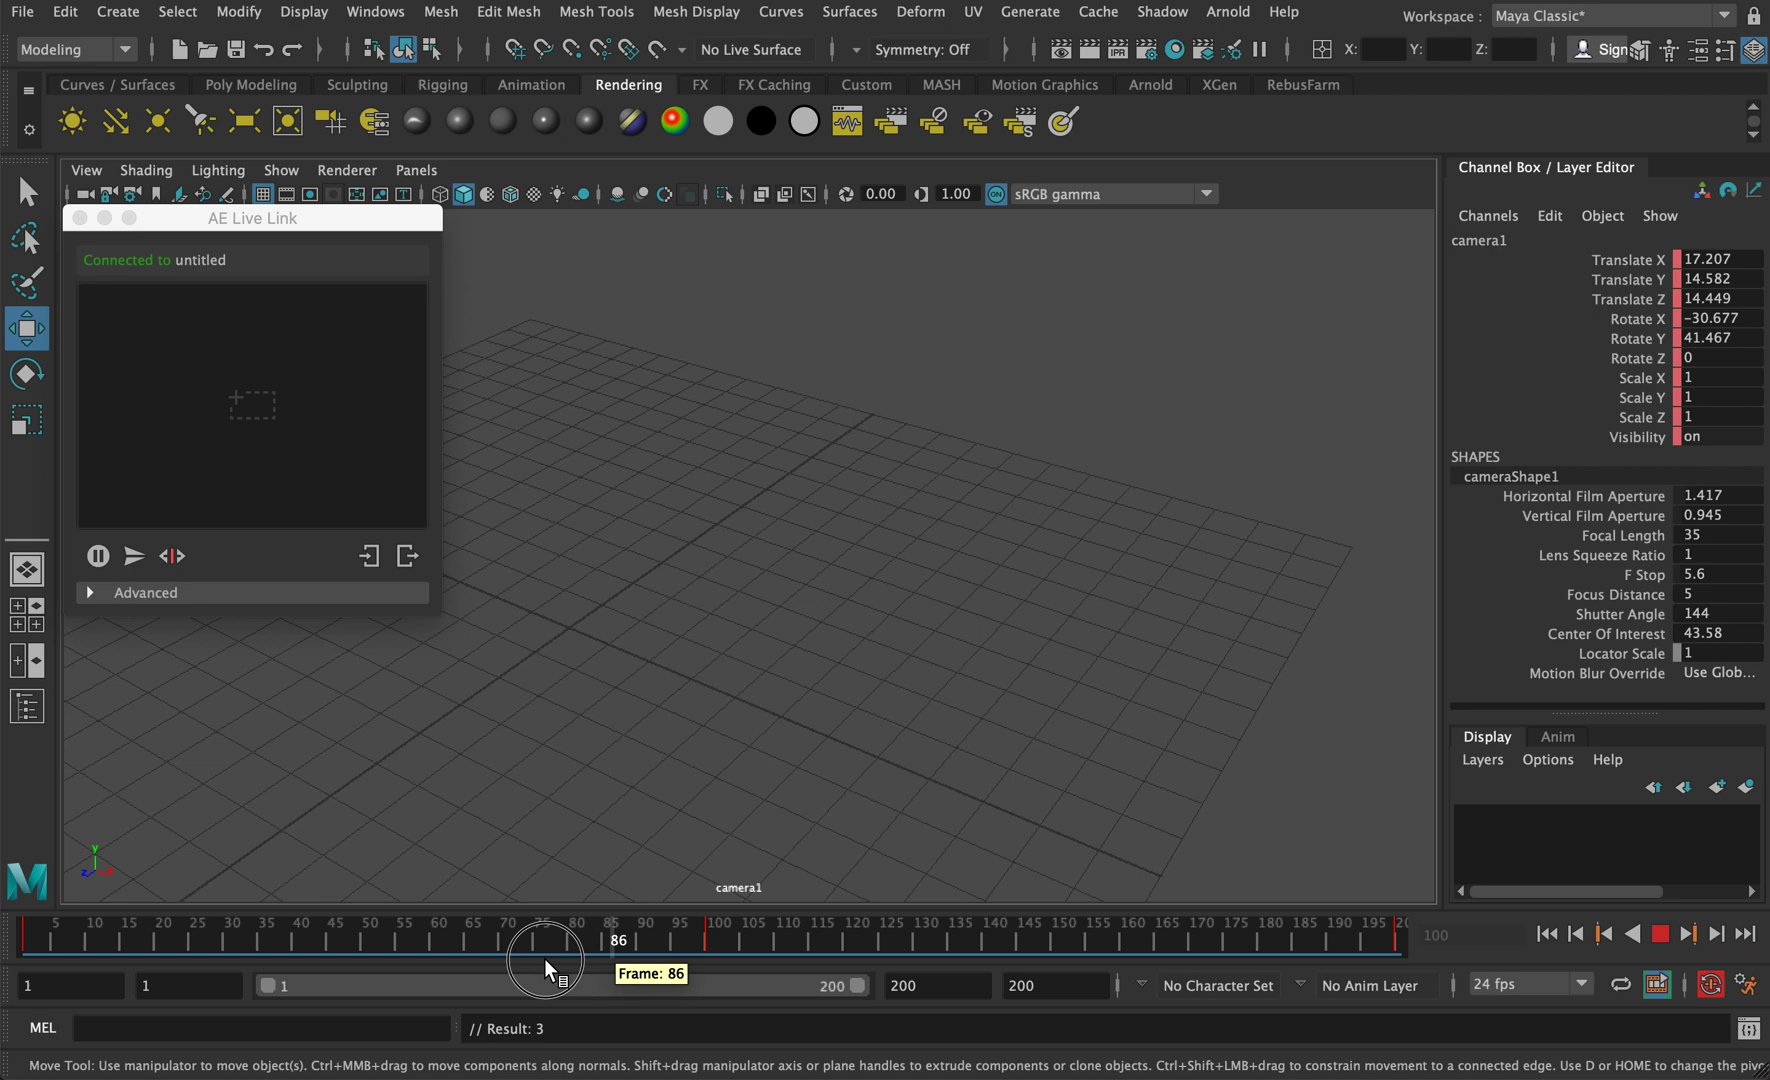 File Edit Create Select Modify Display Windows Mesh Edit Mesh Mesh Tools Mesh Display Curves Surfaces Deform UV Generate Cache Shadow Arnold Help Workspace : Maya Classic*
Modeling No Live Surface Symmetry: Off IPR X: Y: Z: Sign
Curves / Surfaces Poly Modeling Sculpting Rigging Animation Rendering FX FX Caching Custom MASH Motion Graphics Arnold XGen RebusFarm
View Shading Lighting Show Renderer Panels
0.00 1.00 ON sRGB gamma
AE Live Link
Connected to untitled
Advanced
y
z
camera1
Channel Box / Layer Editor
Channels Edit Object Show
camera1
Translate X 17.207
Translate Y 14.582
Translate Z 14.449
Rotate X -30.677
Rotate Y 41.467
Rotate Z 0
Scale X 1
Scale Y 1
Scale Z 1
Visibility on
SHAPES
cameraShape1
Horizontal Film Aperture 1.417
Vertical Film Aperture 0.945
Focal Length 35
Lens Squeeze Ratio 1
F Stop 5.6
Focus Distance 5
Shutter Angle 144
Center Of Interest 43.58
Locator Scale 1
Motion Blur Override Use Glob...
Display Anim
Layers Options Help
5 10 15 20 25 30 35 40 45 50 55 60 65 70 75 80 85 90 95 100 105 110 115 120 125 130 135 140 145 150 155 160 165 170 175 180 185 190 195 20
86
100
Frame: 86
1 1 1 200 200 200 No Character Set No Anim Layer 24 fps
MEL // Result: 3
Move Tool: Use manipulator to move object(s). Ctrl+MMB+drag to move components along normals. Shift+drag manipulator axis or plane handles to extrude components or clone objects. Ctrl+Shift+LMB+drag to constrain movement to a connected edge. Use D or HOME to change the piv